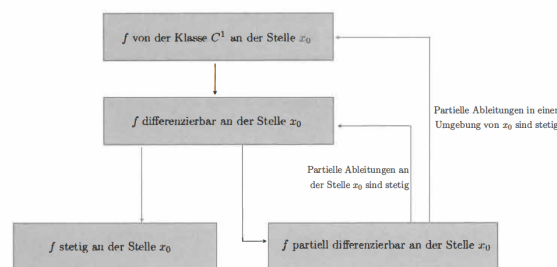 f von der Klasse C¹ an der Stelle x₀
f differenzierbar an der Stelle x₀
Partielle Ableitungen in einer
Umgebung von x₀ sind stetig
Partielle Ableitungen an
der Stelle x₀ sind stetig
f stetig an der Stelle x₀
f partiell differenzierbar an der Stelle x₀